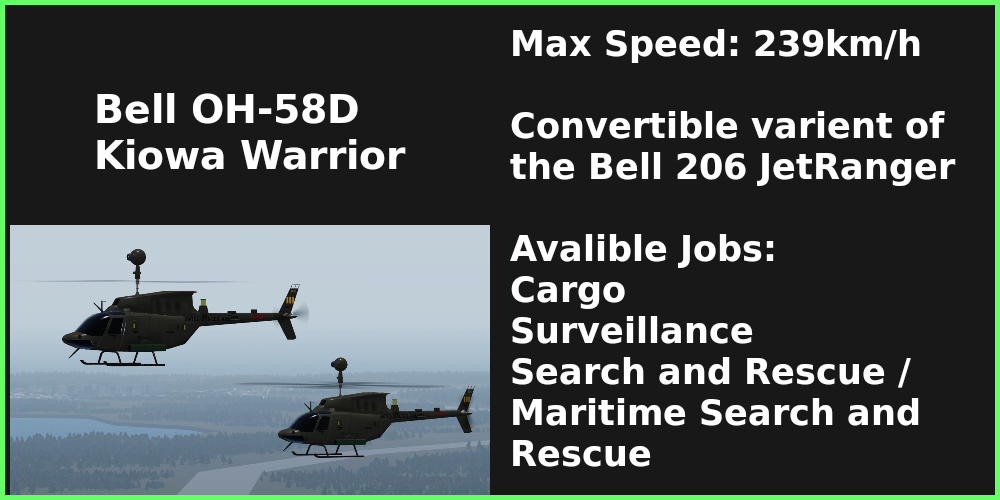 Bell OH-58D
Kiowa Warrior
Max Speed: 239km/h
Convertible varient of
the Bell 206 JetRanger
Avalible Jobs:
Cargo
Surveillance
Search and Rescue /
Maritime Search and
Rescue